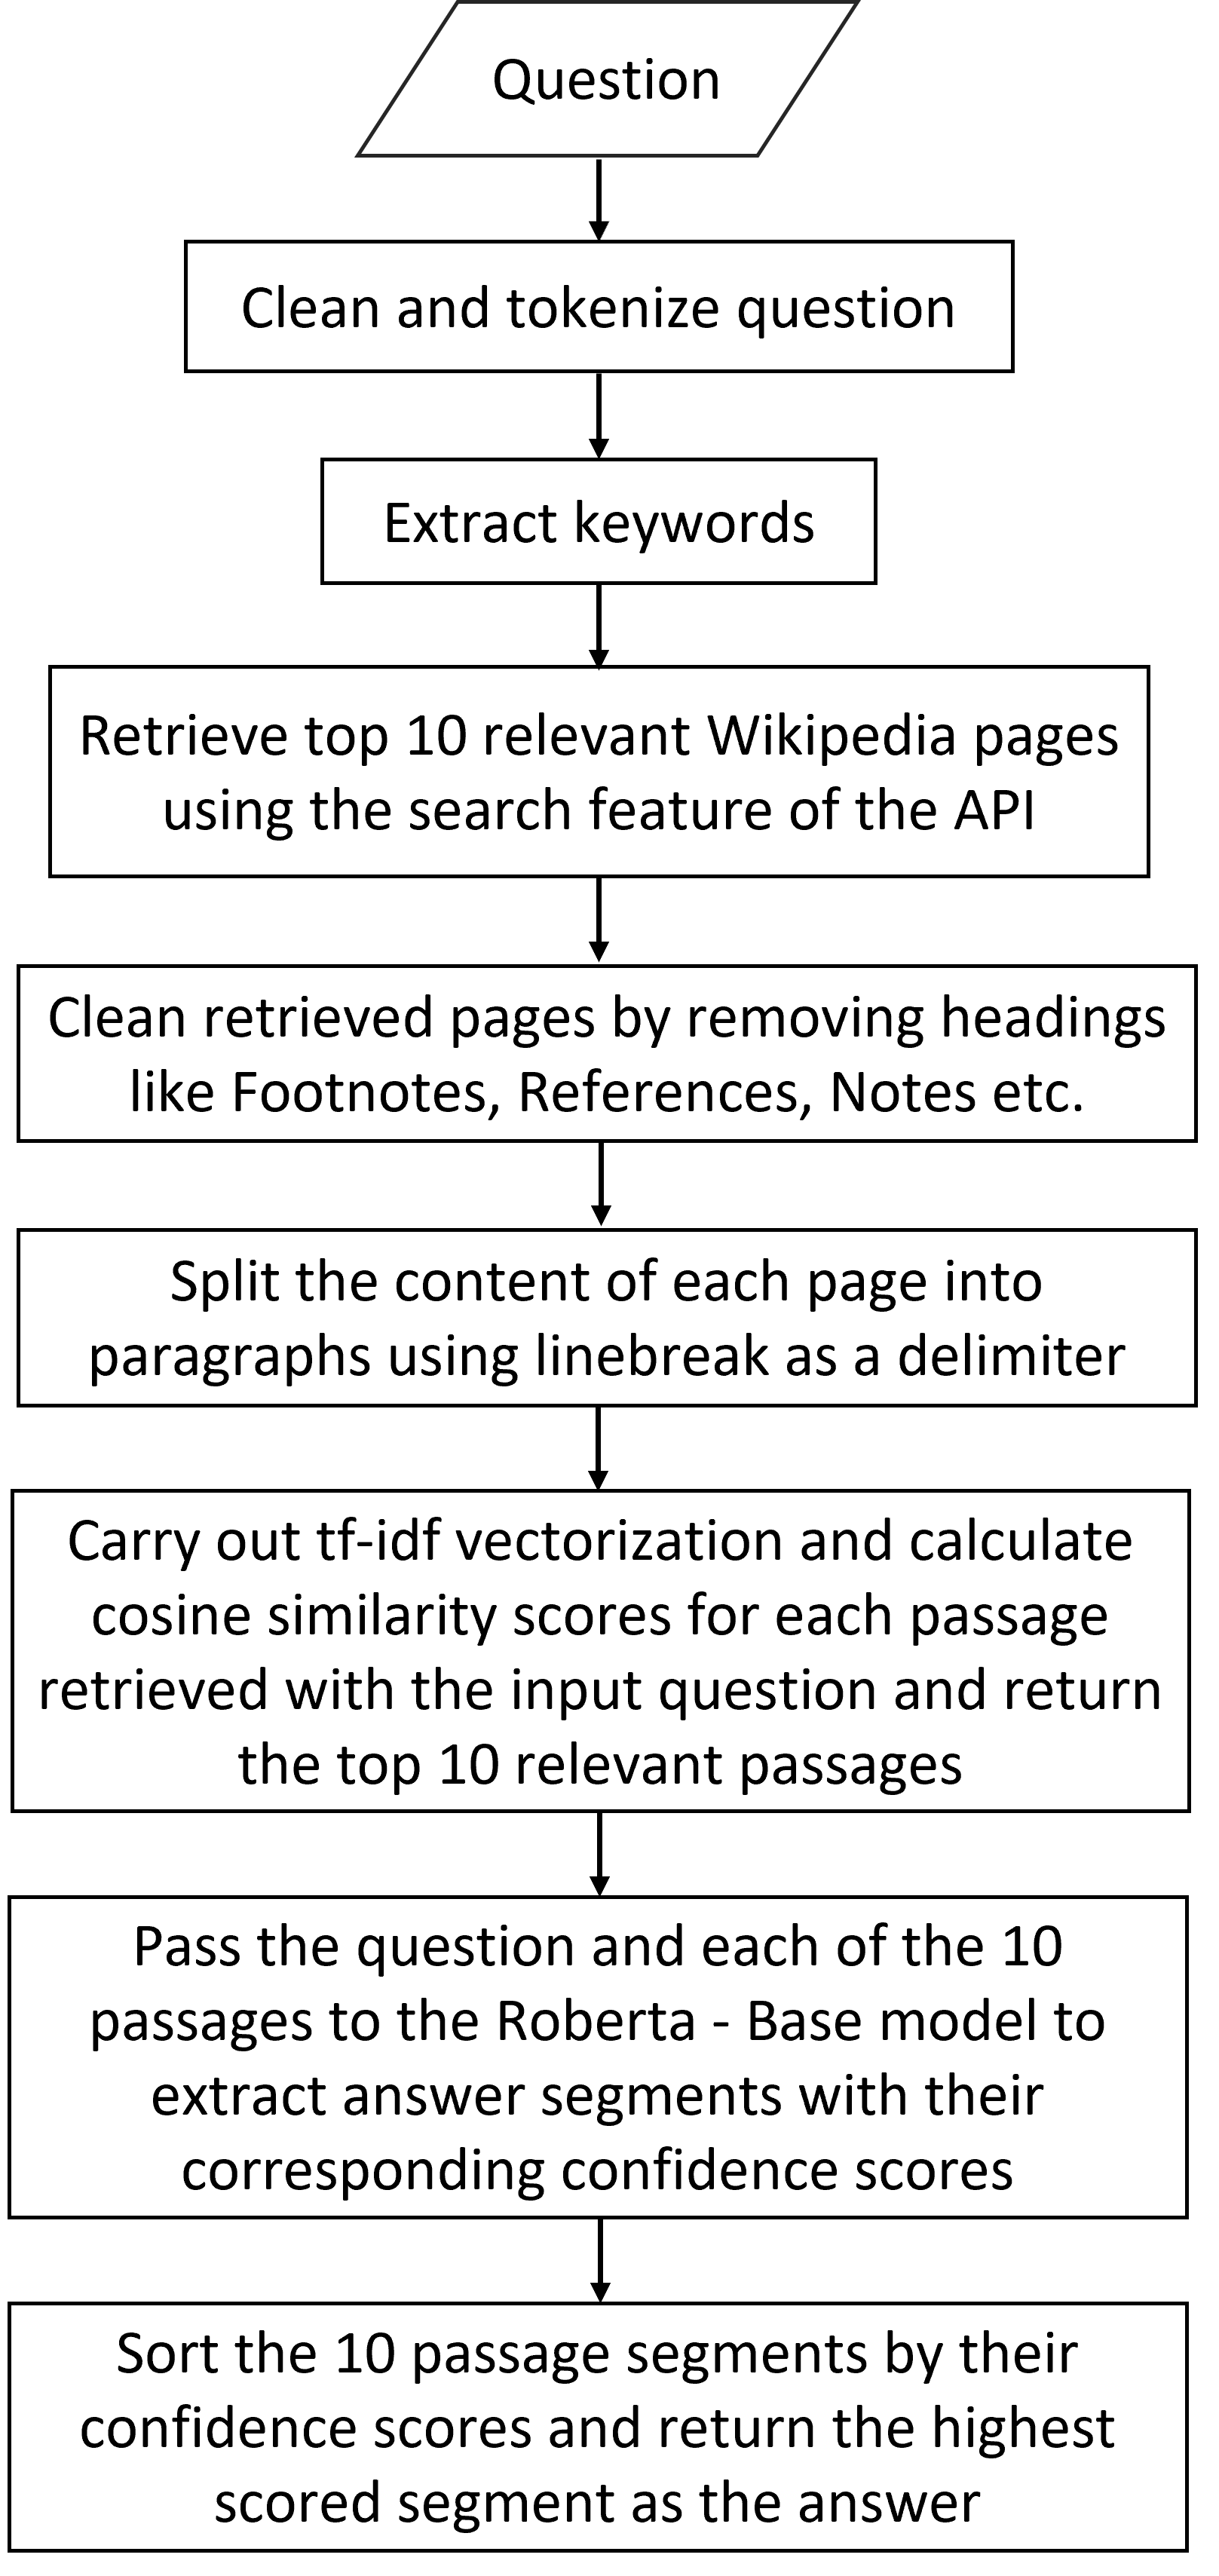 Question
Clean and tokenize question
Extract keywords
Retrieve top 10 relevant Wikipedia pages
using the search feature of the API
Clean retrieved pages by removing headings
like Footnotes, References, Notes etc.
Split the content of each page into
paragraphs using linebreak as a delimiter
Carry out tf-idf vectorization and calculate
cosine similarity scores for each passage
retrieved with the input question and return
the top 10 relevant passages
Pass the question and each of the 10
passages to the Roberta - Base model to
extract answer segments with their
corresponding confidence scores
Sort the 10 passage segments by their
confidence scores and return the highest
scored segment as the answer